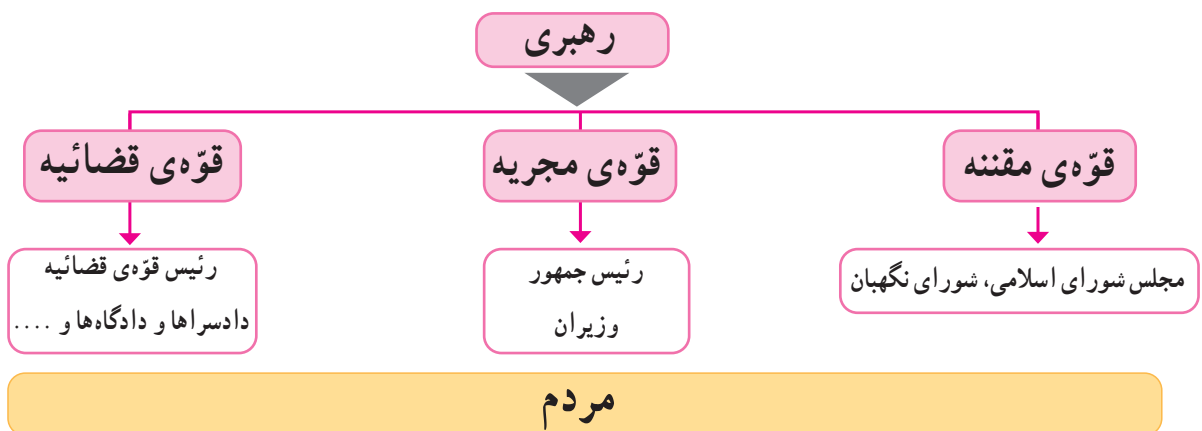 رهبری
قوّه‌ی مقننه
قوّه‌ی مجریه
قوّه‌ی قضائیه
مجلس شورای اسلامی، شورای نگهبان
رئیس جمهور
وزیران
رئیس قوّه‌ی قضائیه
دادسراها و دادگاه‌ها و ....
مردم